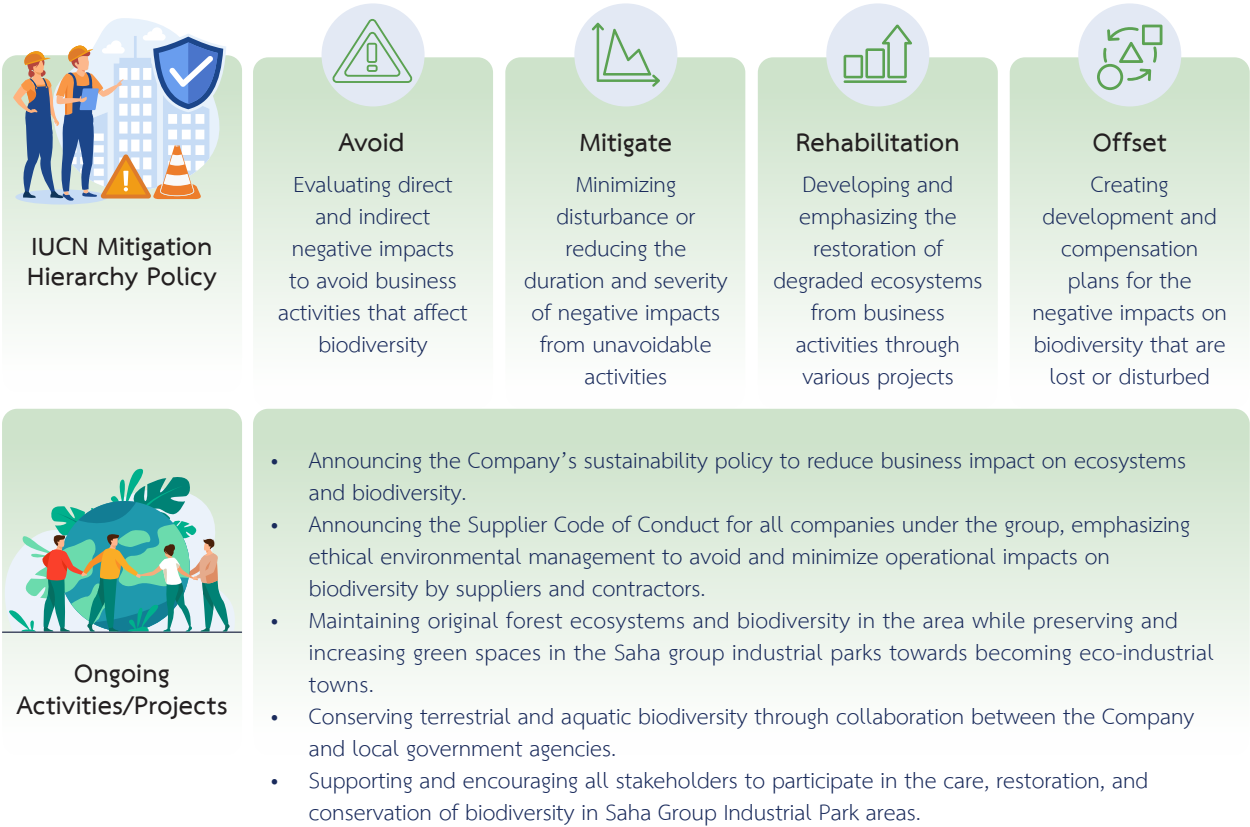 IUCN Mitigation
Hierarchy Policy
Avoid
Evaluating direct
and indirect
negative impacts
to avoid business
activities that affect
biodiversity
Mitigate
Minimizing
disturbance or
reducing the
duration and severity
of negative impacts
from unavoidable
activities
Rehabilitation
Developing and
emphasizing the
restoration of
degraded ecosystems
from business
activities through
various projects
Offset
Creating
development and
compensation
plans for the
negative impacts on
biodiversity that are
lost or disturbed
Ongoing
Activities/Projects
• Announcing the Company's sustainability policy to reduce business impact on ecosystems
and biodiversity.
• Announcing the Supplier Code of Conduct for all companies under the group, emphasizing
ethical environmental management to avoid and minimize operational impacts on
biodiversity by suppliers and contractors.
• Maintaining original forest ecosystems and biodiversity in the area while preserving and
increasing green spaces in the Saha group industrial parks towards becoming eco-industrial
towns.
• Conserving terrestrial and aquatic biodiversity through collaboration between the Company
and local government agencies.
• Supporting and encouraging all stakeholders to participate in the care, restoration, and
conservation of biodiversity in Saha Group Industrial Park areas.